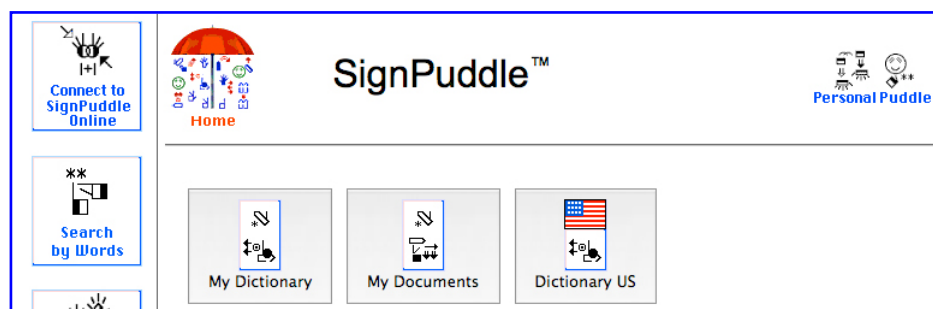 Connect to
SignPuddle
Online
Home
SignPuddle™
Personal Puddle
Search
by Words
My Dictionary
My Documents
Dictionary US